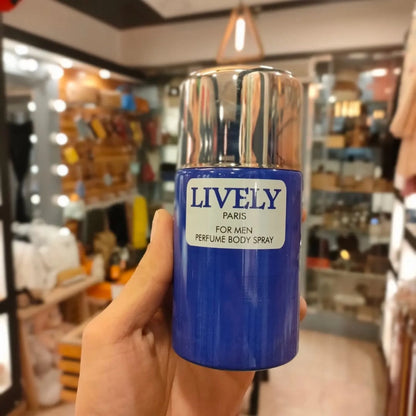 LIVELY
PARIS
FOR MEN
PERFUME BODY SPRAY